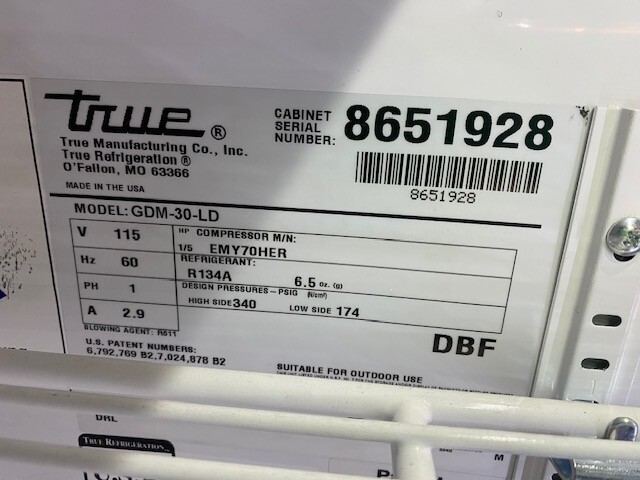 true ®
True Manufacturing Co., Inc.
True Refrigeration ®
O'Fallon, MO 63366
MADE IN THE USA
CABINET
SERIAL
NUMBER:
8651928
8651928
MODEL: GDM-30-LD
V 115
Hz 60
PH 1
A 2.9
HP COMPRESSOR M/N:
1/5 EMY70HER
REFRIGERANT:
R134A 6.5 oz. (g)
DESIGN PRESSURES - PSIG
HIGH SIDE 340 LOW SIDE 174
BLOWING AGENT: R611
U.S. PATENT NUMBERS:
6,792,769 B2,7,024,878 B2
DBF
SUITABLE FOR OUTDOOR USE
DRL
TRUE REFRIGERATION
M